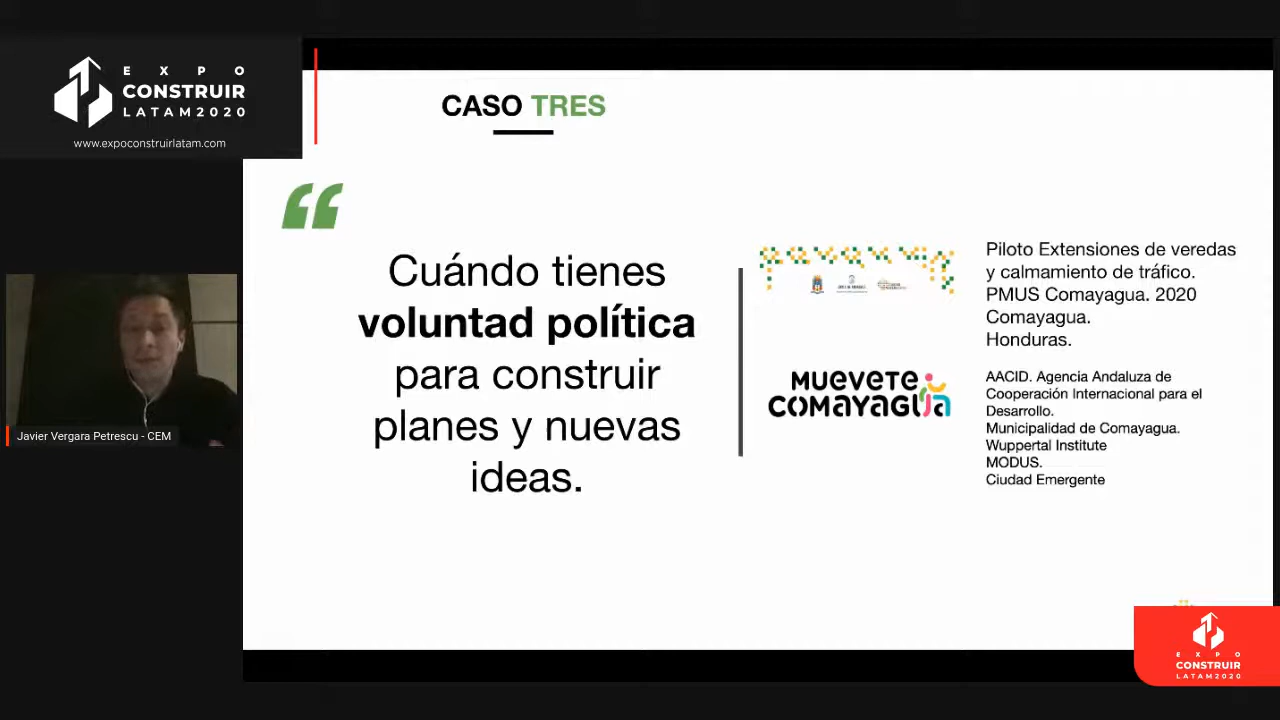 EXPO
CONSTRUIR
LATAM2020
www.expoconstruirlatam.com
CASO TRES
“
Cuándo tienes
voluntad política
para construir
planes y nuevas
ideas.
MUEVETE
COMAYAGUA
Piloto Extensiones de veredas
y calmamiento de tráfico.
PMUS Comayagua. 2020
Comayagua.
Honduras.
AACID. Agencia Andaluza de
Cooperación Internacional para el
Desarrollo.
Municipalidad de Comayagua.
Wuppertal Institute
MODUS.
Ciudad Emergente
Javier Vergara Petrescu - CEM
EXPO
CONSTRUIR
LATAM2020